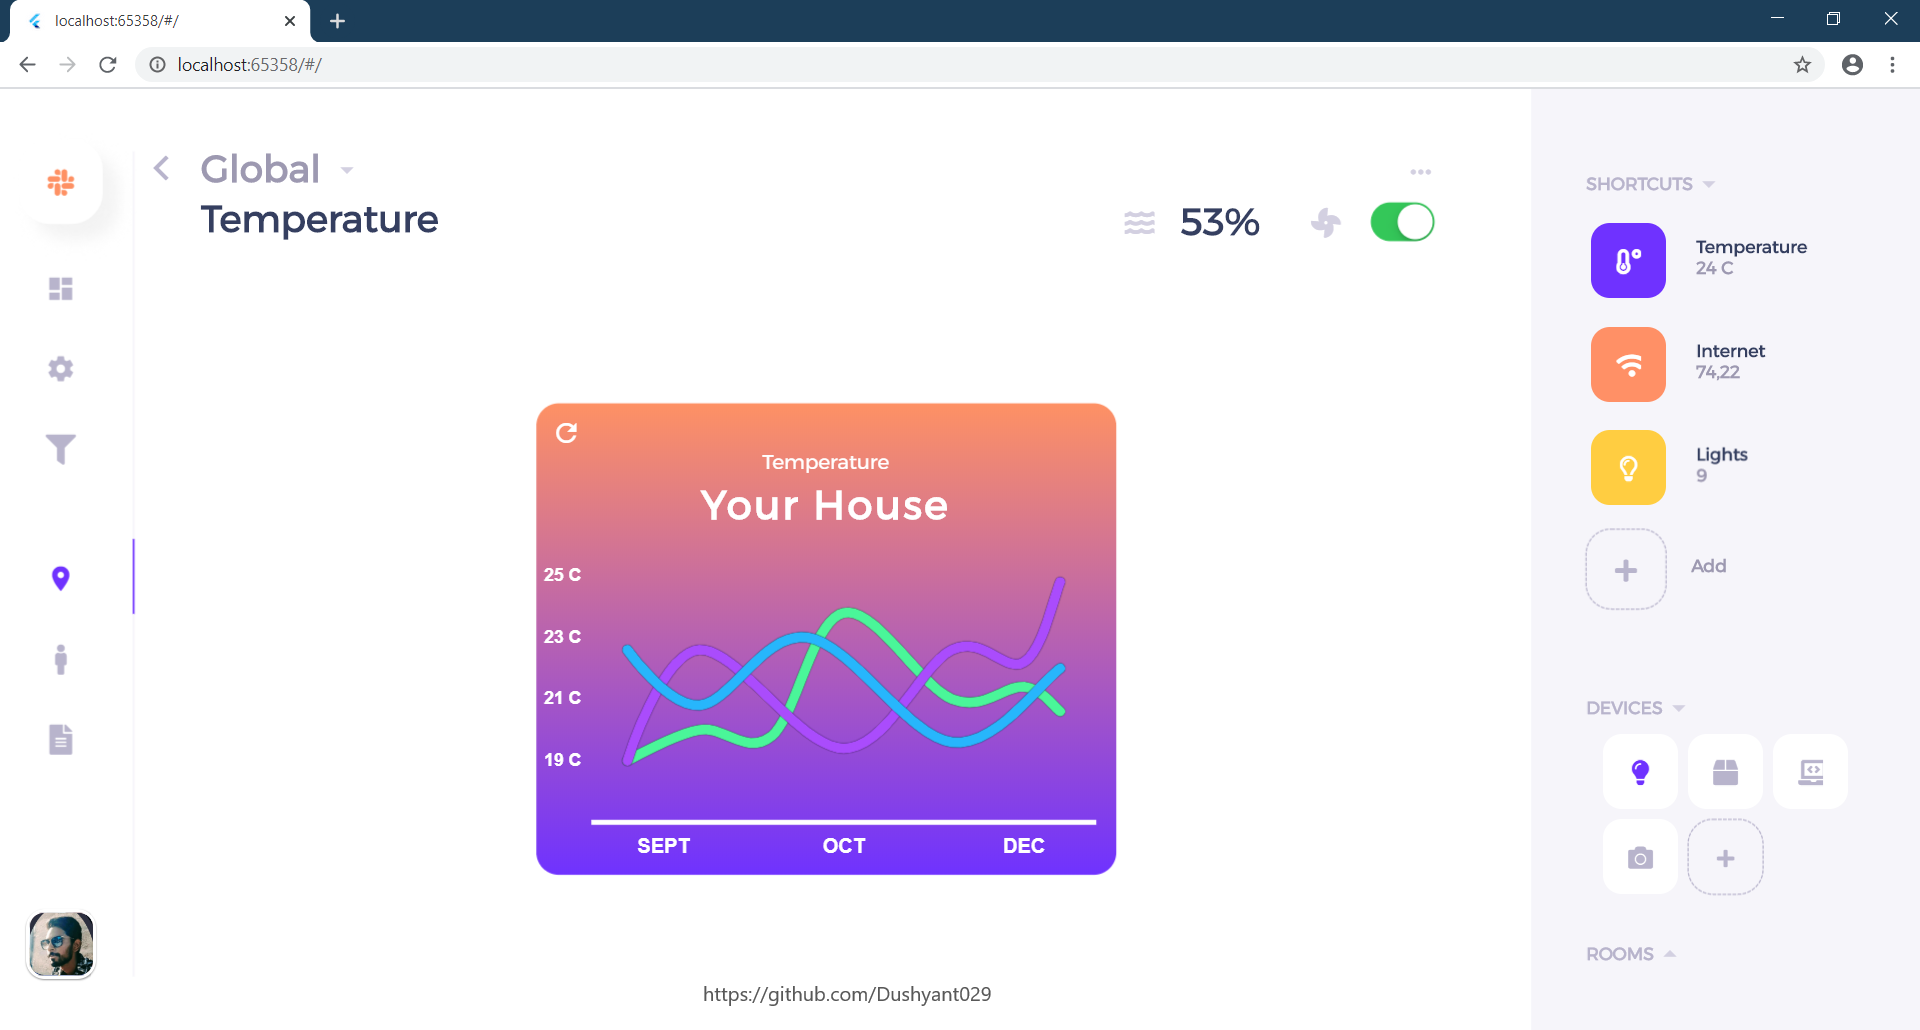 localhost:65358/#/
localhost:65358/#/
Global
Temperature
53%
Temperature
Your House
25 C
23 C
21 C
19 C
SEPT OCT DEC
https://github.com/Dushyant029
SHORTCUTS
Temperature
24 C
Internet
74,22
Lights
9
Add
DEVICES
ROOMS